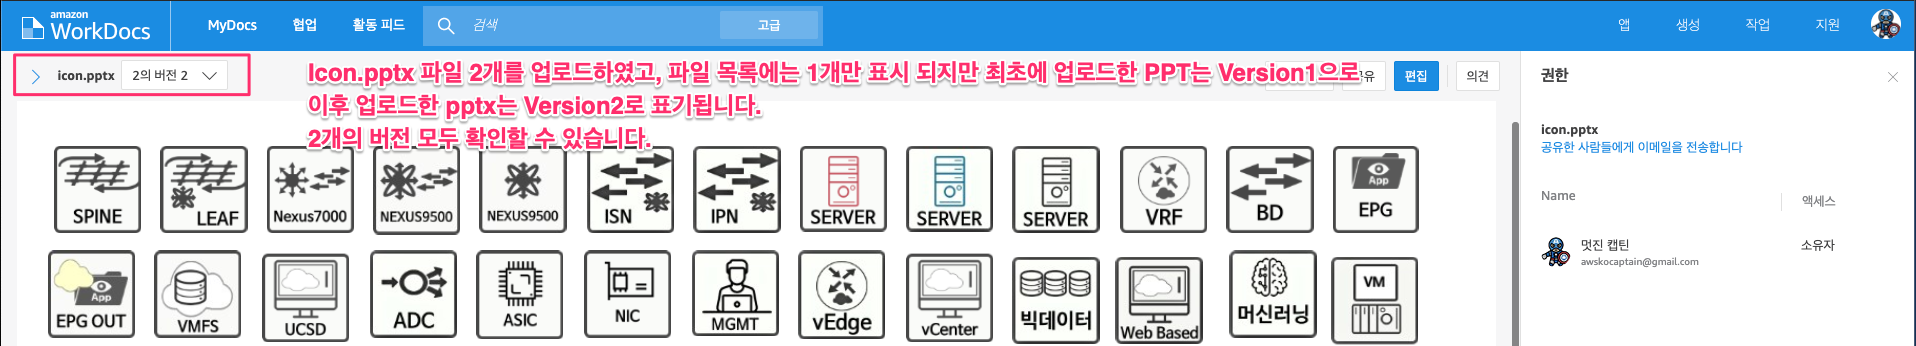 amazon
WorkDocs
MyDocs
협업
활동 피드
검색
고급
앱
생성
작업
지원
icon.pptx
2의 버전 2
Icon.pptx 파일 2개를 업로드하였고, 파일 목록에는 1개만 표시 되지만 최초에 업로드한 PPT는 Version1으로
이후 업로드한 pptx는 Version2로 표기됩니다.
2개의 버전 모두 확인할 수 있습니다.
편집
의견
권한
icon.pptx
공유한 사람들에게 이메일을 전송합니다
Name
액세스
멋진 캡틴
소유자
awskocaptain@gmail.com
SPINE
LEAF
Nexus7000
NEXUS9500
NEXUS9500
ISN
IPN
SERVER
SERVER
SERVER
VRF
BD
App
EPG
App
EPG OUT
VMFS
UCSD
ADC
ASIC
NIC
MGMT
vEdge
vCenter
빅데이터
Web Based
머신러닝
VM